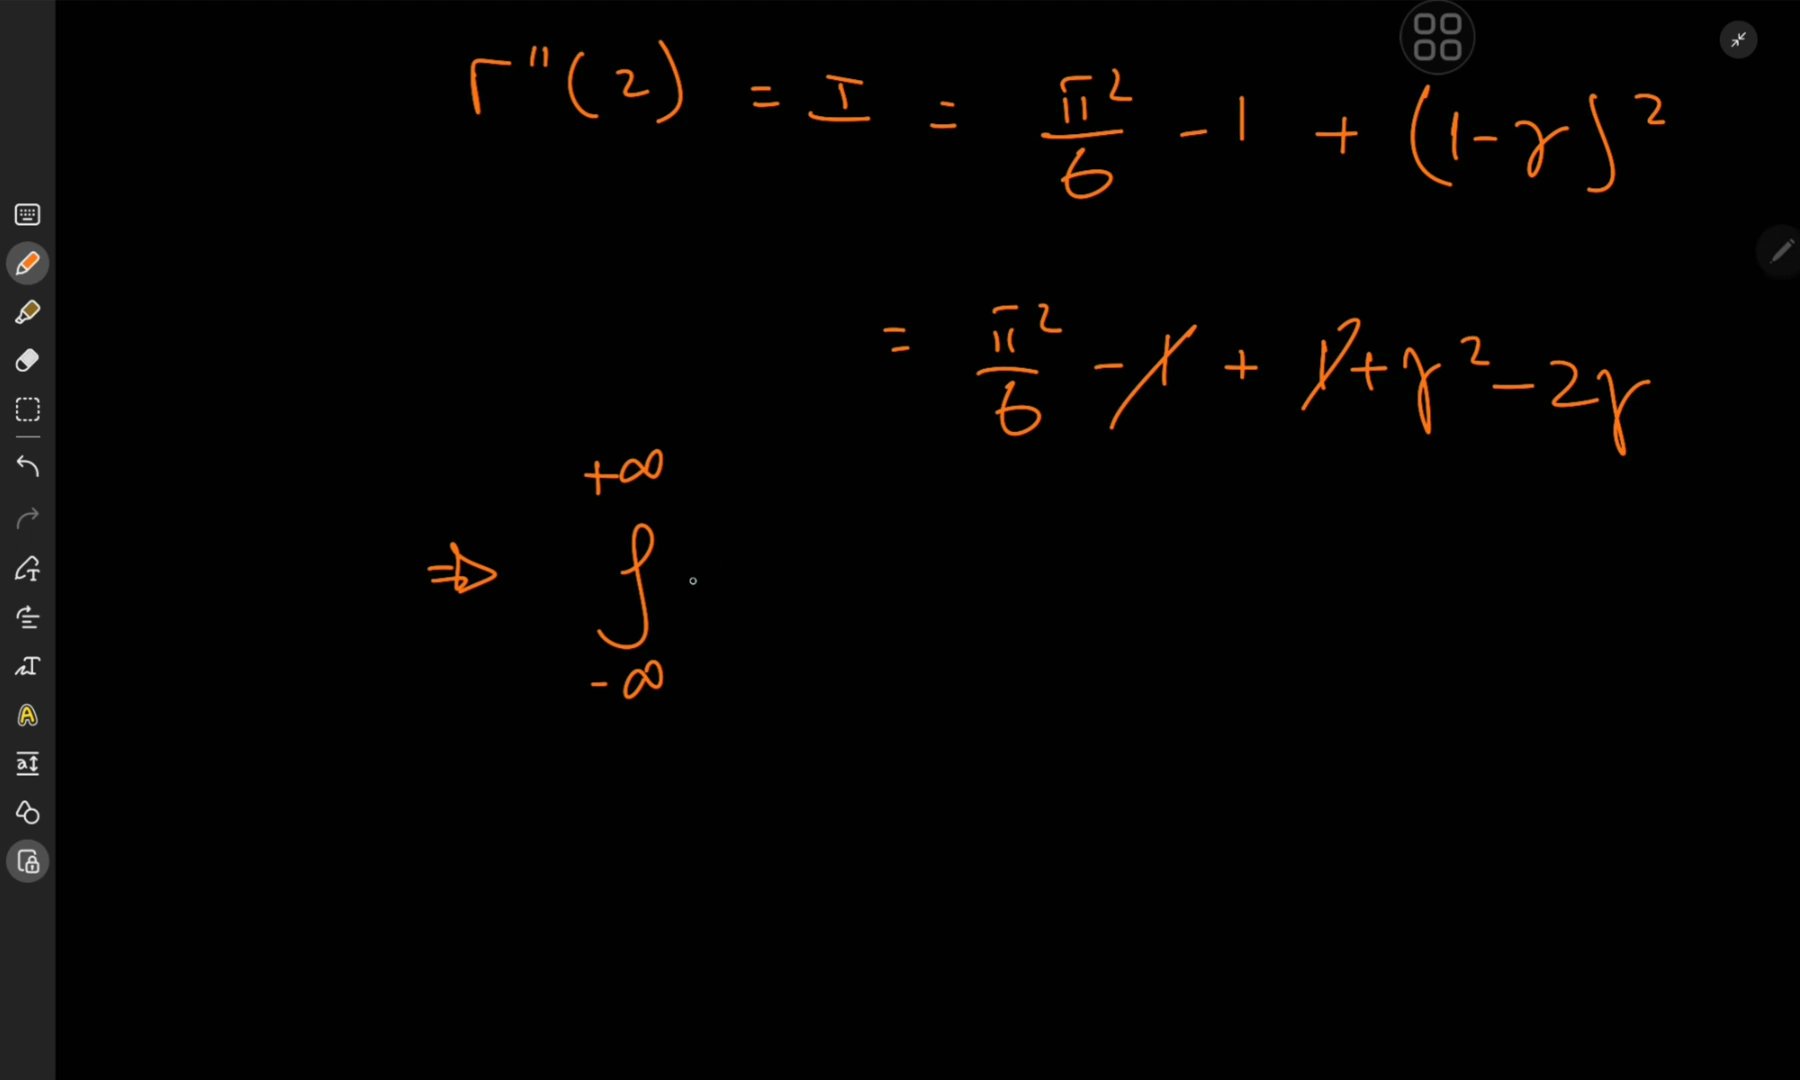 Γ''(2) = I = π²/6 - 1 + (1-γ)²
= π²/6 - 1 + 1 + γ² - 2γ
+∞
⇒ ∫
-∞